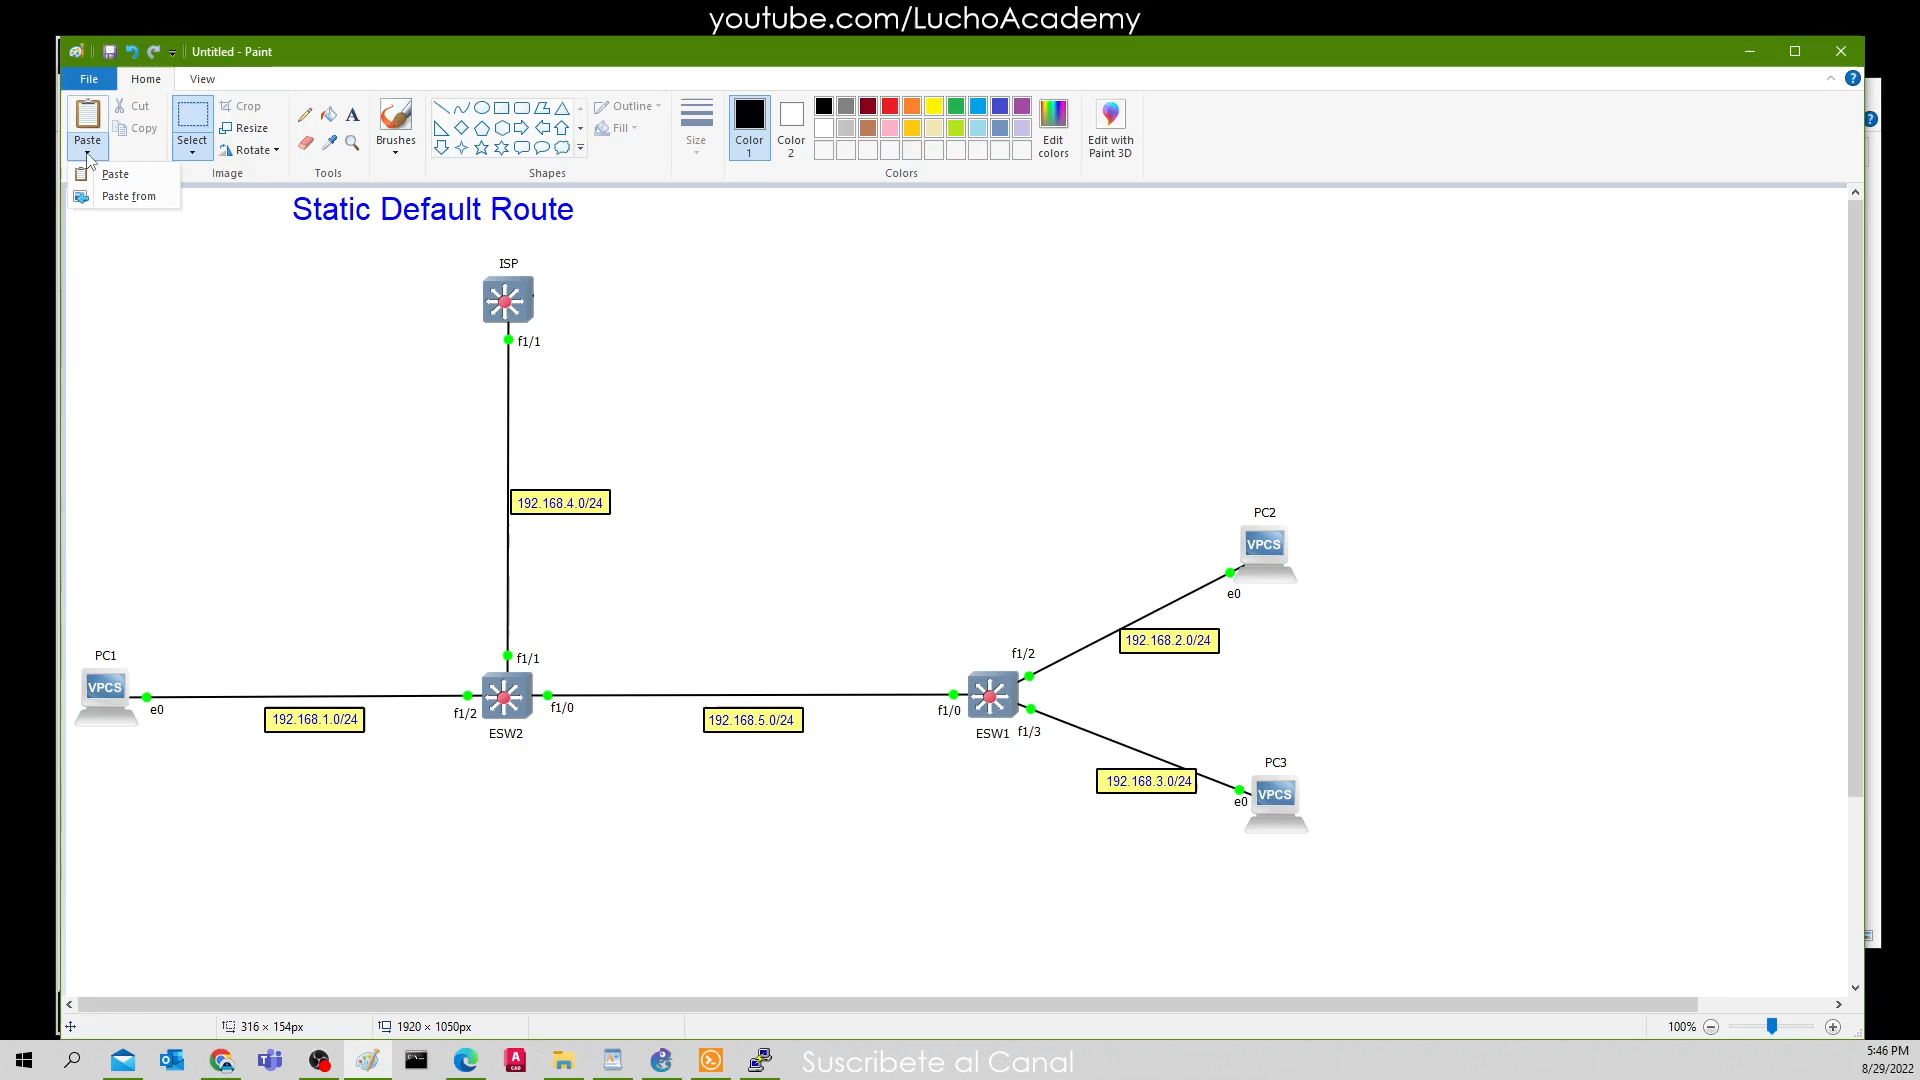 youtube.com/LuchoAcademy
Untitled - Paint
File Home View
Paste Cut Copy
Select Crop Resize Rotate
Image
A
Tools
Brushes
Outline Fill
Shapes
Size
Color 1
Color 2
Edit colors
Colors
Edit with Paint 3D
Paste
Paste from
Static Default Route
ISP
f1/1
192.168.4.0/24
PC2
VPCS
e0
192.168.2.0/24
f1/1
f1/2
PC1
VPCS
e0
192.168.1.0/24
f1/2
f1/0
ESW2
192.168.5.0/24
f1/0
ESW1 f1/3
PC3
192.168.3.0/24
e0
VPCS
316 × 154px
1920 × 1050px
100%
Suscribete al Canal
5:46 PM
8/29/2022